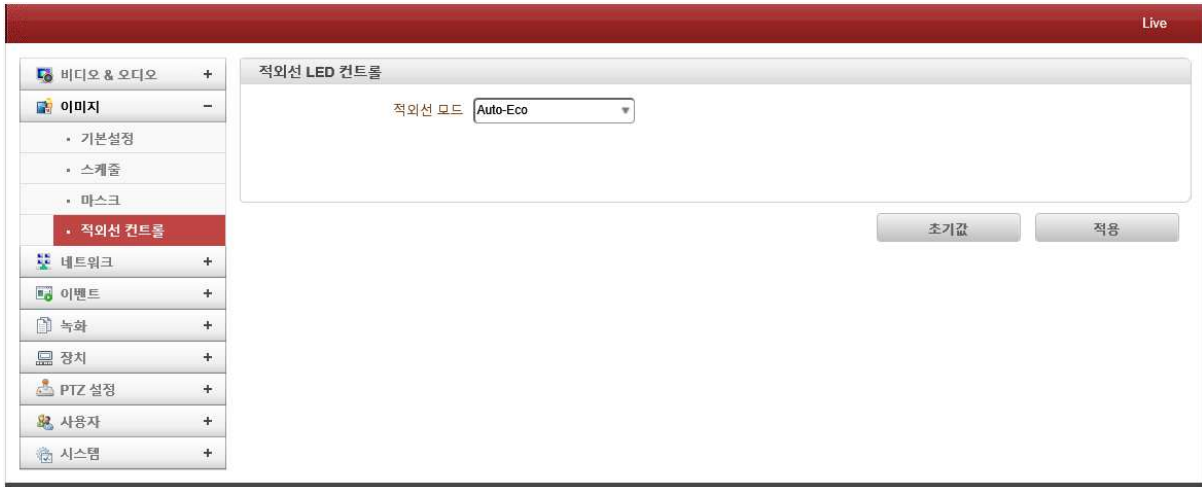 Live
비디오 & 오디오 +
이미지 -
• 기본설정
• 스케줄
• 마스크
• 적외선 컨트롤
네트워크 +
이벤트 +
녹화 +
장치 +
PTZ 설정 +
사용자 +
시스템 +
적외선 LED 컨트롤
적외선 모드 Auto-Eco
초기값 적용